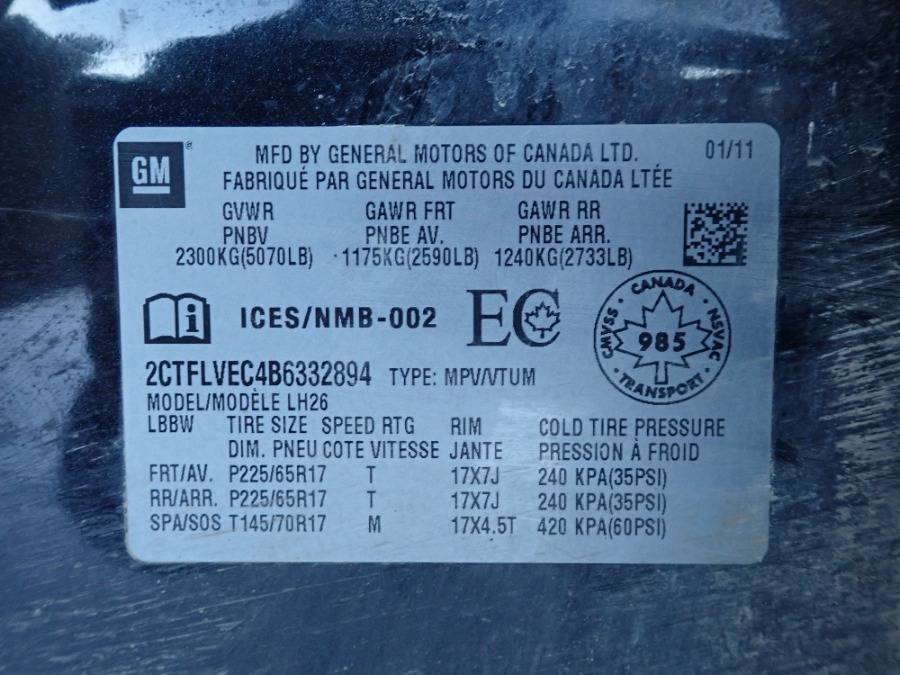 GM
MFD BY GENERAL MOTORS OF CANADA LTD. 01/11
FABRIQUÉ PAR GENERAL MOTORS DU CANADA LTÉE
GVWR GAWR FRT GAWR RR
PNBV PNBE AV. PNBE ARR.
2300KG(5070LB) 1175KG(2590LB) 1240KG(2733LB)
i ICES/NMB-002 EC
CANADA
CMVSS 985 NSVAC
TRANSPORT
2CTFLVEC4B6332894 TYPE: MPV/VTUM
MODEL/MODÈLE LH26
LBBW TIRE SIZE SPEED RTG RIM COLD TIRE PRESSURE
DIM. PNEU COTE VITESSE JANTE PRESSION À FROID
FRT/AV. P225/65R17 T 17X7J 240 KPA(35PSI)
RR/ARR. P225/65R17 T 17X7J 240 KPA(35PSI)
SPA/SOS T145/70R17 M 17X4.5T 420 KPA(60PSI)